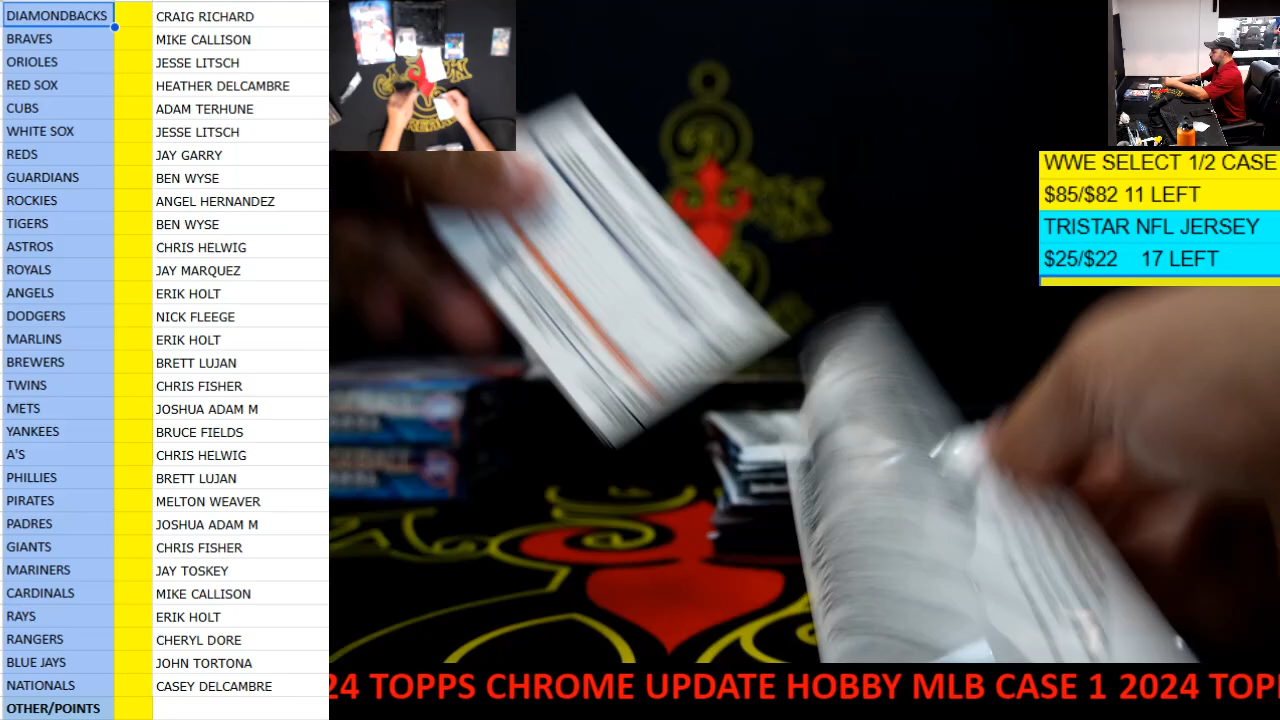 DIAMONDBACKS CRAIG RICHARD
BRAVES MIKE CALLISON
ORIOLES JESSE LITSCH
RED SOX HEATHER DELCAMBRE
CUBS ADAM TERHUNE
WHITE SOX JESSE LITSCH
REDS JAY GARRY
GUARDIANS BEN WYSE
ROCKIES ANGEL HERNANDEZ
TIGERS BEN WYSE
ASTROS CHRIS HELWIG
ROYALS JAY MARQUEZ
ANGELS ERIK HOLT
DODGERS NICK FLEEGE
MARLINS ERIK HOLT
BREWERS BRETT LUJAN
TWINS CHRIS FISHER
METS JOSHUA ADAM M
YANKEES BRUCE FIELDS
A'S CHRIS HELWIG
PHILLIES BRETT LUJAN
PIRATES MELTON WEAVER
PADRES JOSHUA ADAM M
GIANTS CHRIS FISHER
MARINERS JAY TOSKEY
CARDINALS MIKE CALLISON
RAYS ERIK HOLT
RANGERS CHERYL DORE
BLUE JAYS JOHN TORTONA
NATIONALS CASEY DELCAMBRE
OTHER/POINTS
WWE SELECT 1/2 CASE
$85/$82 11 LEFT
TRISTAR NFL JERSEY
$25/$22 17 LEFT
24 TOPPS CHROME UPDATE HOBBY MLB CASE 1 2024 TOP